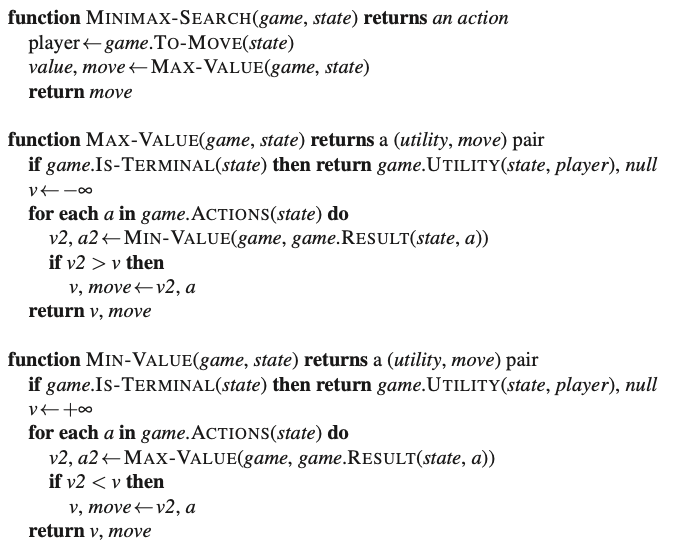 function MINIMAX-SEARCH(game, state) returns an action
player←game.TO-MOVE(state)
value, move←MAX-VALUE(game, state)
return move
function MAX-VALUE(game, state) returns a (utility, move) pair
if game.IS-TERMINAL(state) then return game.UTILITY(state, player), null
v←−∞
for each a in game.ACTIONS(state) do
v2, a2←MIN-VALUE(game, game.RESULT(state, a))
if v2 > v then
v, move←v2, a
return v, move
function MIN-VALUE(game, state) returns a (utility, move) pair
if game.IS-TERMINAL(state) then return game.UTILITY(state, player), null
v←+∞
for each a in game.ACTIONS(state) do
v2, a2←MAX-VALUE(game, game.RESULT(state, a))
if v2 < v then
v, move←v2, a
return v, move